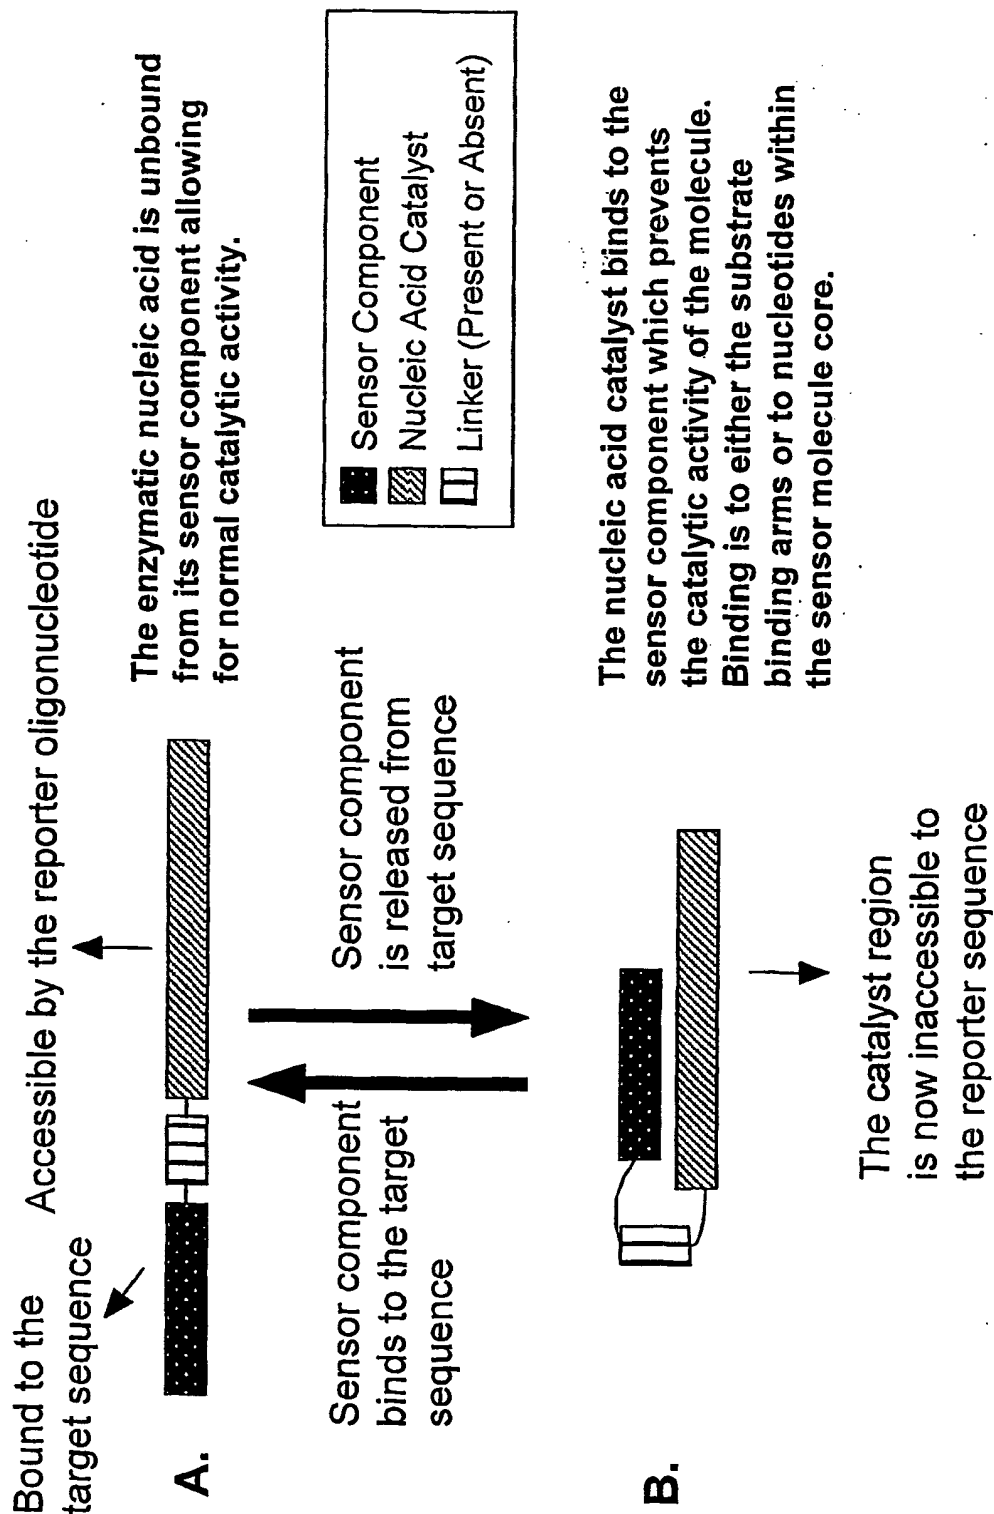 Bound to the
target sequence
Accessible by the reporter oligonucleotide
A.
The enzymatic nucleic acid is unbound
from its sensor component allowing
for normal catalytic activity.
Sensor component
binds to the target
sequence
Sensor component
is released from
target sequence
Sensor Component
Nucleic Acid Catalyst
Linker (Present or Absent)
B.
The nucleic acid catalyst binds to the
sensor component which prevents
the catalytic activity of the molecule.
Binding is to either the substrate
binding arms or to nucleotides within
the sensor molecule core.
The catalyst region
is now inaccessible to
the reporter sequence